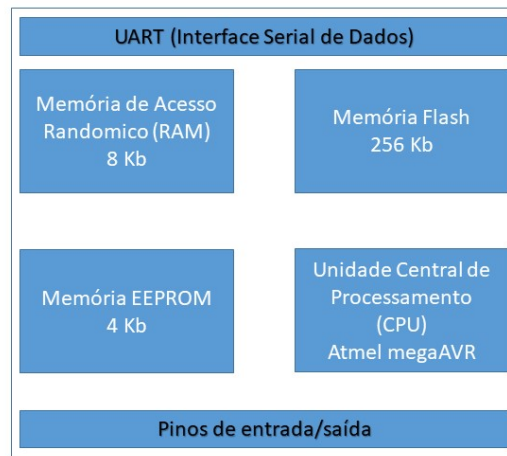 UART (Interface Serial de Dados)
Memória de Acesso
Randomico (RAM)
8 Kb
Memória Flash
256 Kb
Memória EEPROM
4 Kb
Unidade Central de
Processamento
(CPU)
Atmel megaAVR
Pinos de entrada/saída